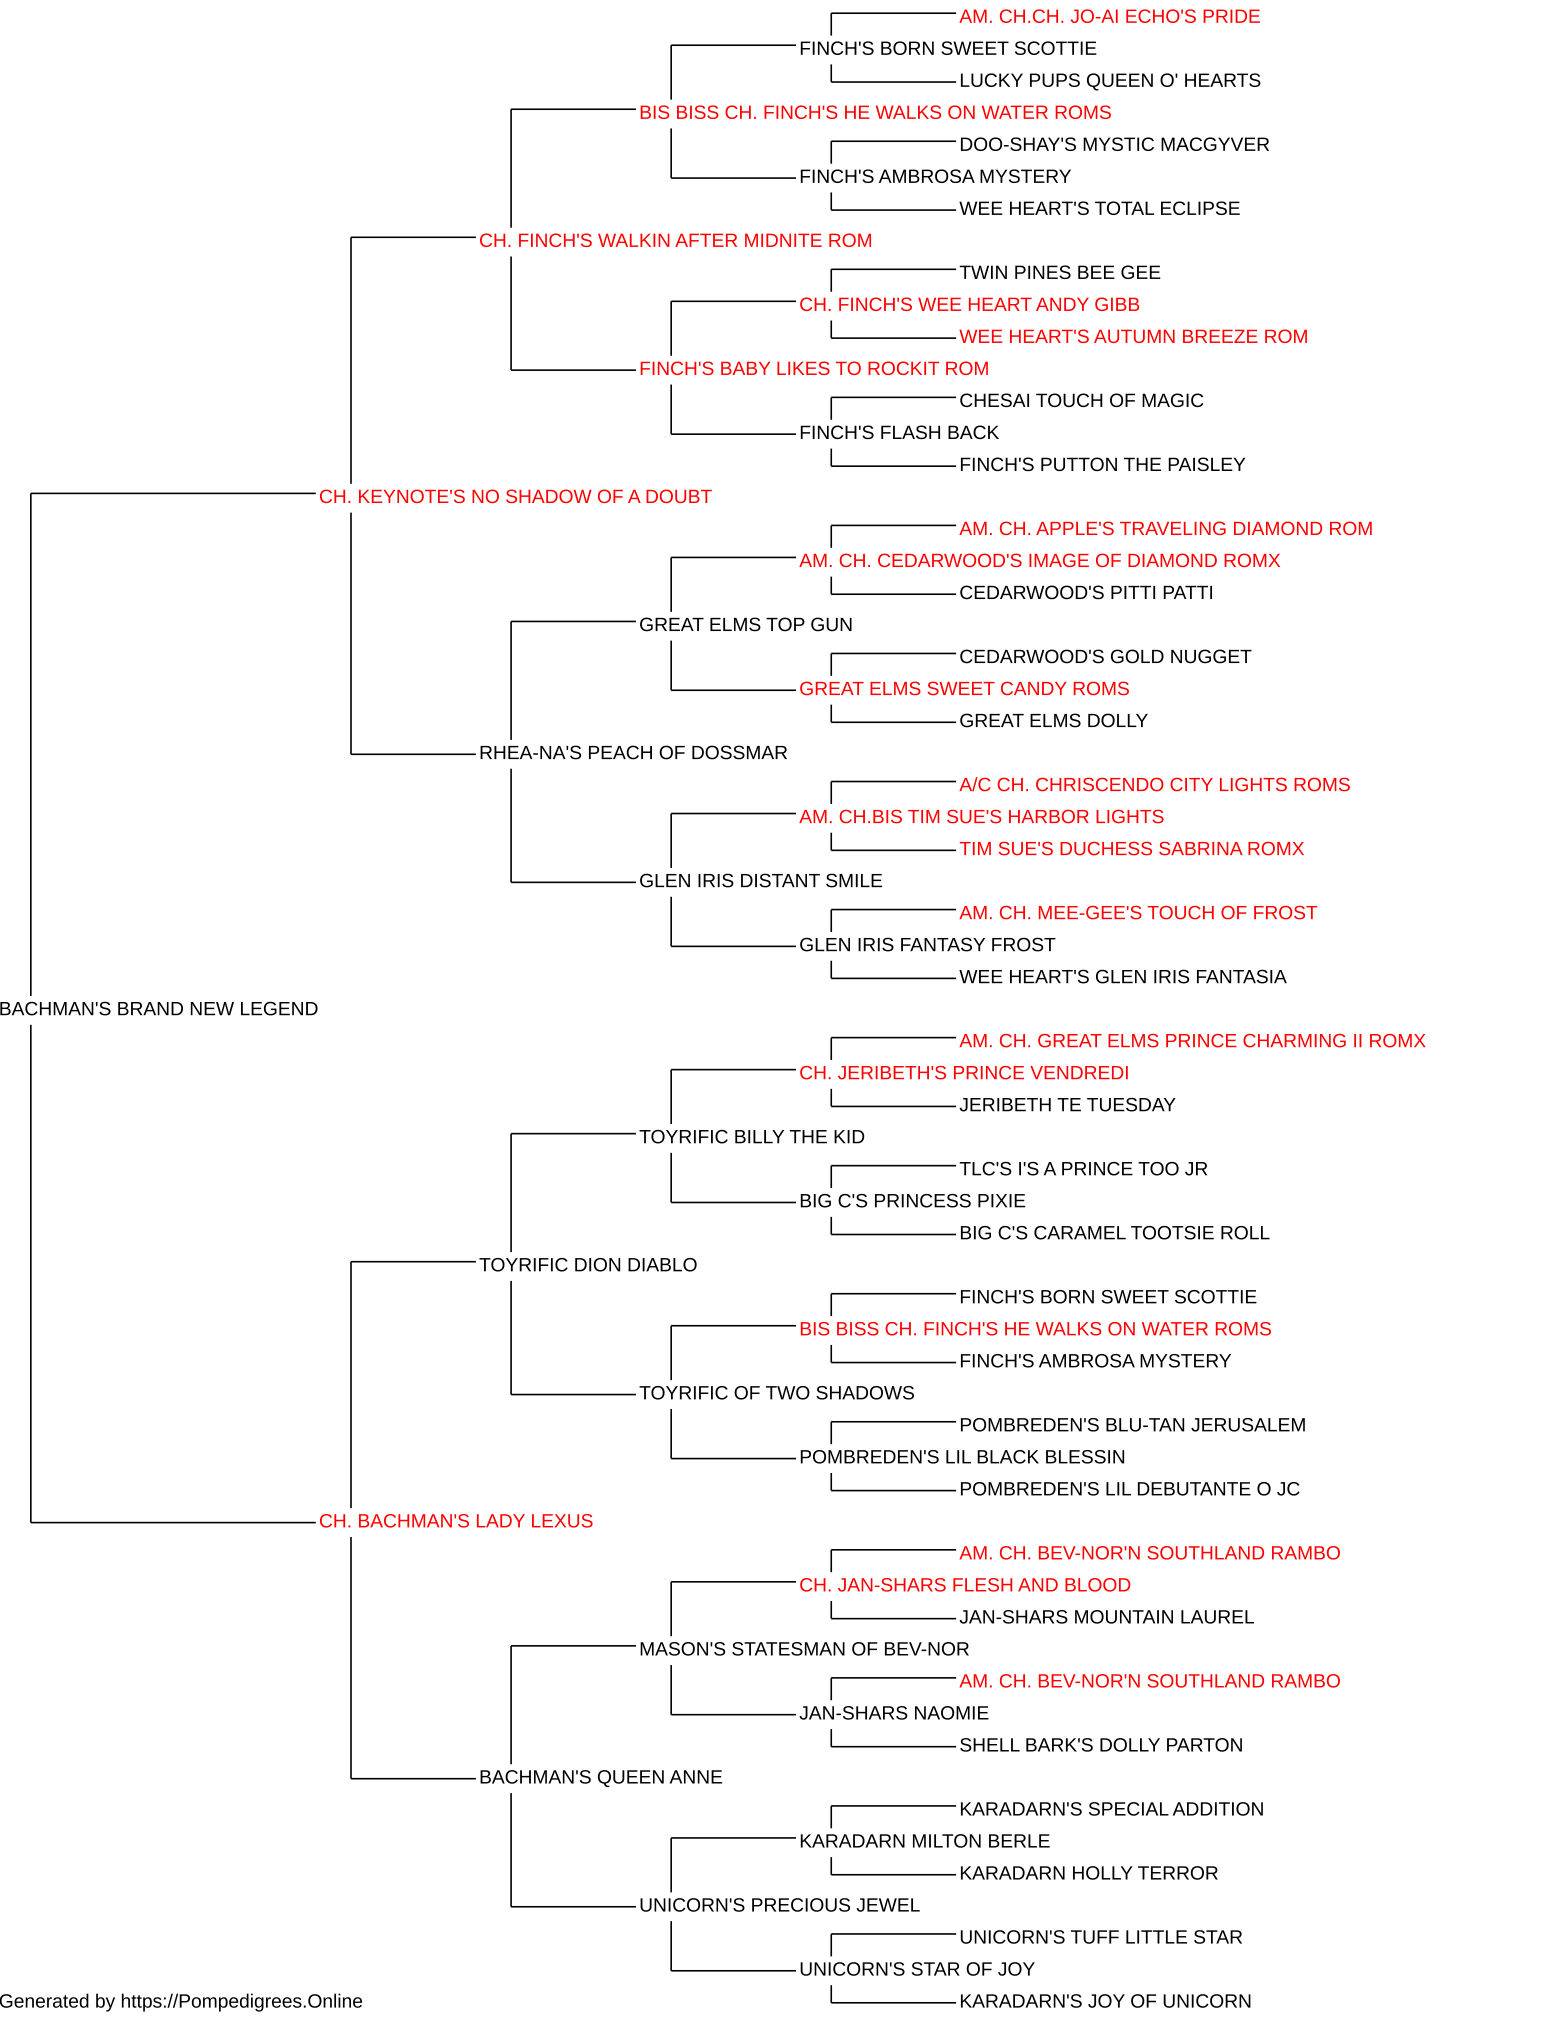 AM. CH.CH. JO-AI ECHO'S PRIDE
FINCH'S BORN SWEET SCOTTIE
LUCKY PUPS QUEEN O' HEARTS
BIS BISS CH. FINCH'S HE WALKS ON WATER ROMS
DOO-SHAY'S MYSTIC MACGYVER
FINCH'S AMBROSA MYSTERY
WEE HEART'S TOTAL ECLIPSE
CH. FINCH'S WALKIN AFTER MIDNITE ROM
TWIN PINES BEE GEE
CH. FINCH'S WEE HEART ANDY GIBB
WEE HEART'S AUTUMN BREEZE ROM
FINCH'S BABY LIKES TO ROCKIT ROM
CHESAI TOUCH OF MAGIC
FINCH'S FLASH BACK
FINCH'S PUTTON THE PAISLEY
CH. KEYNOTE'S NO SHADOW OF A DOUBT
AM. CH. APPLE'S TRAVELING DIAMOND ROM
AM. CH. CEDARWOOD'S IMAGE OF DIAMOND ROMX
CEDARWOOD'S PITTI PATTI
GREAT ELMS TOP GUN
CEDARWOOD'S GOLD NUGGET
GREAT ELMS SWEET CANDY ROMS
GREAT ELMS DOLLY
RHEA-NA'S PEACH OF DOSSMAR
A/C CH. CHRISCENDO CITY LIGHTS ROMS
AM. CH.BIS TIM SUE'S HARBOR LIGHTS
TIM SUE'S DUCHESS SABRINA ROMX
GLEN IRIS DISTANT SMILE
AM. CH. MEE-GEE'S TOUCH OF FROST
GLEN IRIS FANTASY FROST
WEE HEART'S GLEN IRIS FANTASIA
BACHMAN'S BRAND NEW LEGEND
AM. CH. GREAT ELMS PRINCE CHARMING II ROMX
CH. JERIBETH'S PRINCE VENDREDI
JERIBETH TE TUESDAY
TOYRIFIC BILLY THE KID
TLC'S I'S A PRINCE TOO JR
BIG C'S PRINCESS PIXIE
BIG C'S CARAMEL TOOTSIE ROLL
TOYRIFIC DION DIABLO
FINCH'S BORN SWEET SCOTTIE
BIS BISS CH. FINCH'S HE WALKS ON WATER ROMS
FINCH'S AMBROSA MYSTERY
TOYRIFIC OF TWO SHADOWS
POMBREDEN'S BLU-TAN JERUSALEM
POMBREDEN'S LIL BLACK BLESSIN
POMBREDEN'S LIL DEBUTANTE O JC
CH. BACHMAN'S LADY LEXUS
AM. CH. BEV-NOR'N SOUTHLAND RAMBO
CH. JAN-SHARS FLESH AND BLOOD
JAN-SHARS MOUNTAIN LAUREL
MASON'S STATESMAN OF BEV-NOR
AM. CH. BEV-NOR'N SOUTHLAND RAMBO
JAN-SHARS NAOMIE
SHELL BARK'S DOLLY PARTON
BACHMAN'S QUEEN ANNE
KARADARN'S SPECIAL ADDITION
KARADARN MILTON BERLE
KARADARN HOLLY TERROR
UNICORN'S PRECIOUS JEWEL
UNICORN'S TUFF LITTLE STAR
UNICORN'S STAR OF JOY
KARADARN'S JOY OF UNICORN
Generated by https://Pompedigrees.Online